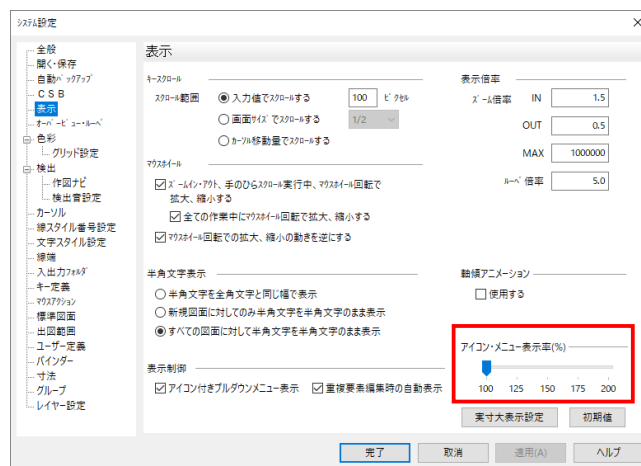 システム設定
全般
開く・保存
自動バックアップ
ＣＳＢ
表示
オーバービュー・ルーペ
色彩
グリッド設定
検出
作図ナビ
検出音設定
カーソル
線スタイル番号設定
文字スタイル設定
線端
入出力フォルダ
キー定義
マウスアクション
標準図面
出図範囲
ユーザー定義
バインダー
寸法
グループ
レイヤー設定
表示
キースクロール
スクロール範囲
入力値でスクロールする
100 ピクセル
画面サイズでスクロールする
1/2
カーソル移動量でスクロールする
マウスホイール
ズームイン・アウト、手のひらスクロール実行中、マウスホイール回転で
拡大、縮小する
全ての作業中にマウスホイール回転で拡大、縮小する
マウスホイール回転での拡大、縮小の動きを逆にする
半角文字表示
半角文字を全角文字と同じ幅で表示
新規図面に対してのみ半角文字を半角文字のまま表示
すべての図面に対して半角文字を半角文字のまま表示
表示制御
アイコン付きプルダウンメニュー表示
重複要素編集時の自動表示
表示倍率
ズーム倍率 IN 1.5
OUT 0.5
MAX 1000000
ルーペ倍率 5.0
軸傾アニメーション
使用する
アイコン・メニュー表示率(%)
100 125 150 175 200
実寸大表示設定 初期値
完了 取消 適用(A) ヘルプ